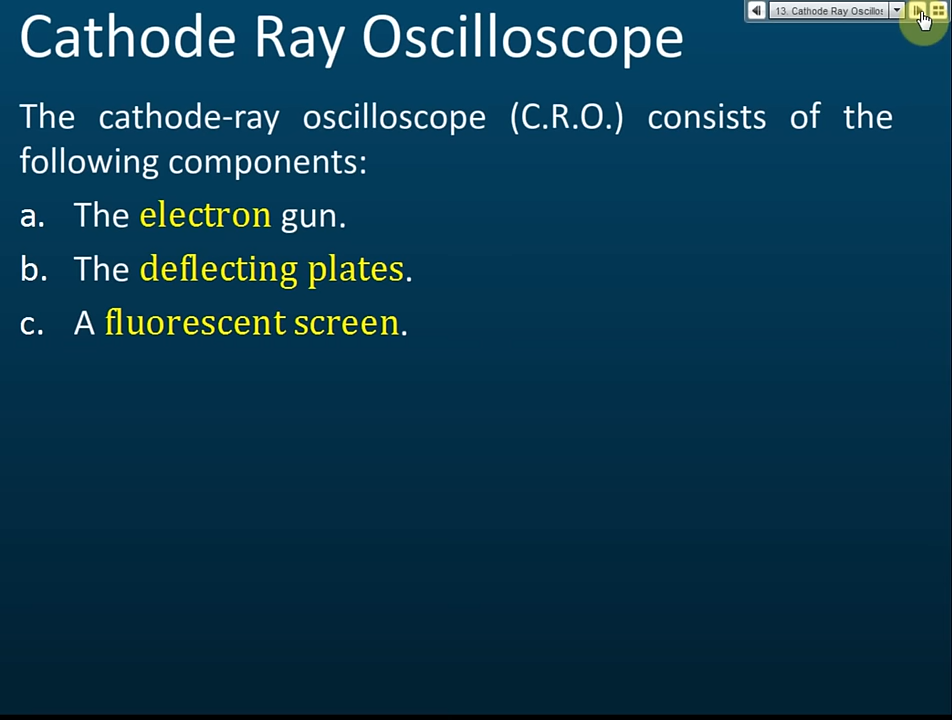 13. Cathode Ray Oscillos
Cathode Ray Oscilloscope
The cathode-ray oscilloscope (C.R.O.) consists of the
following components:
a. The electron gun.
b. The deflecting plates.
c. A fluorescent screen.